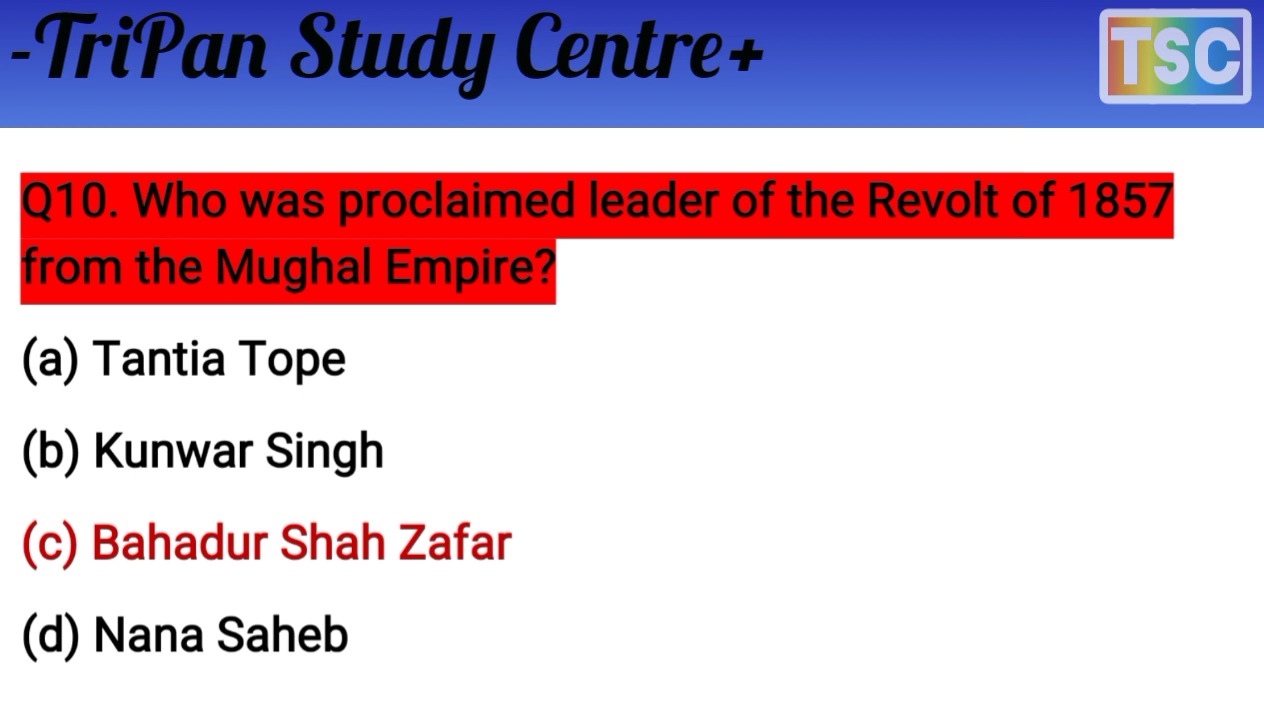 -TriPan Study Centre+
TSC
Q10. Who was proclaimed leader of the Revolt of 1857
from the Mughal Empire?
(a) Tantia Tope
(b) Kunwar Singh
(c) Bahadur Shah Zafar
(d) Nana Saheb